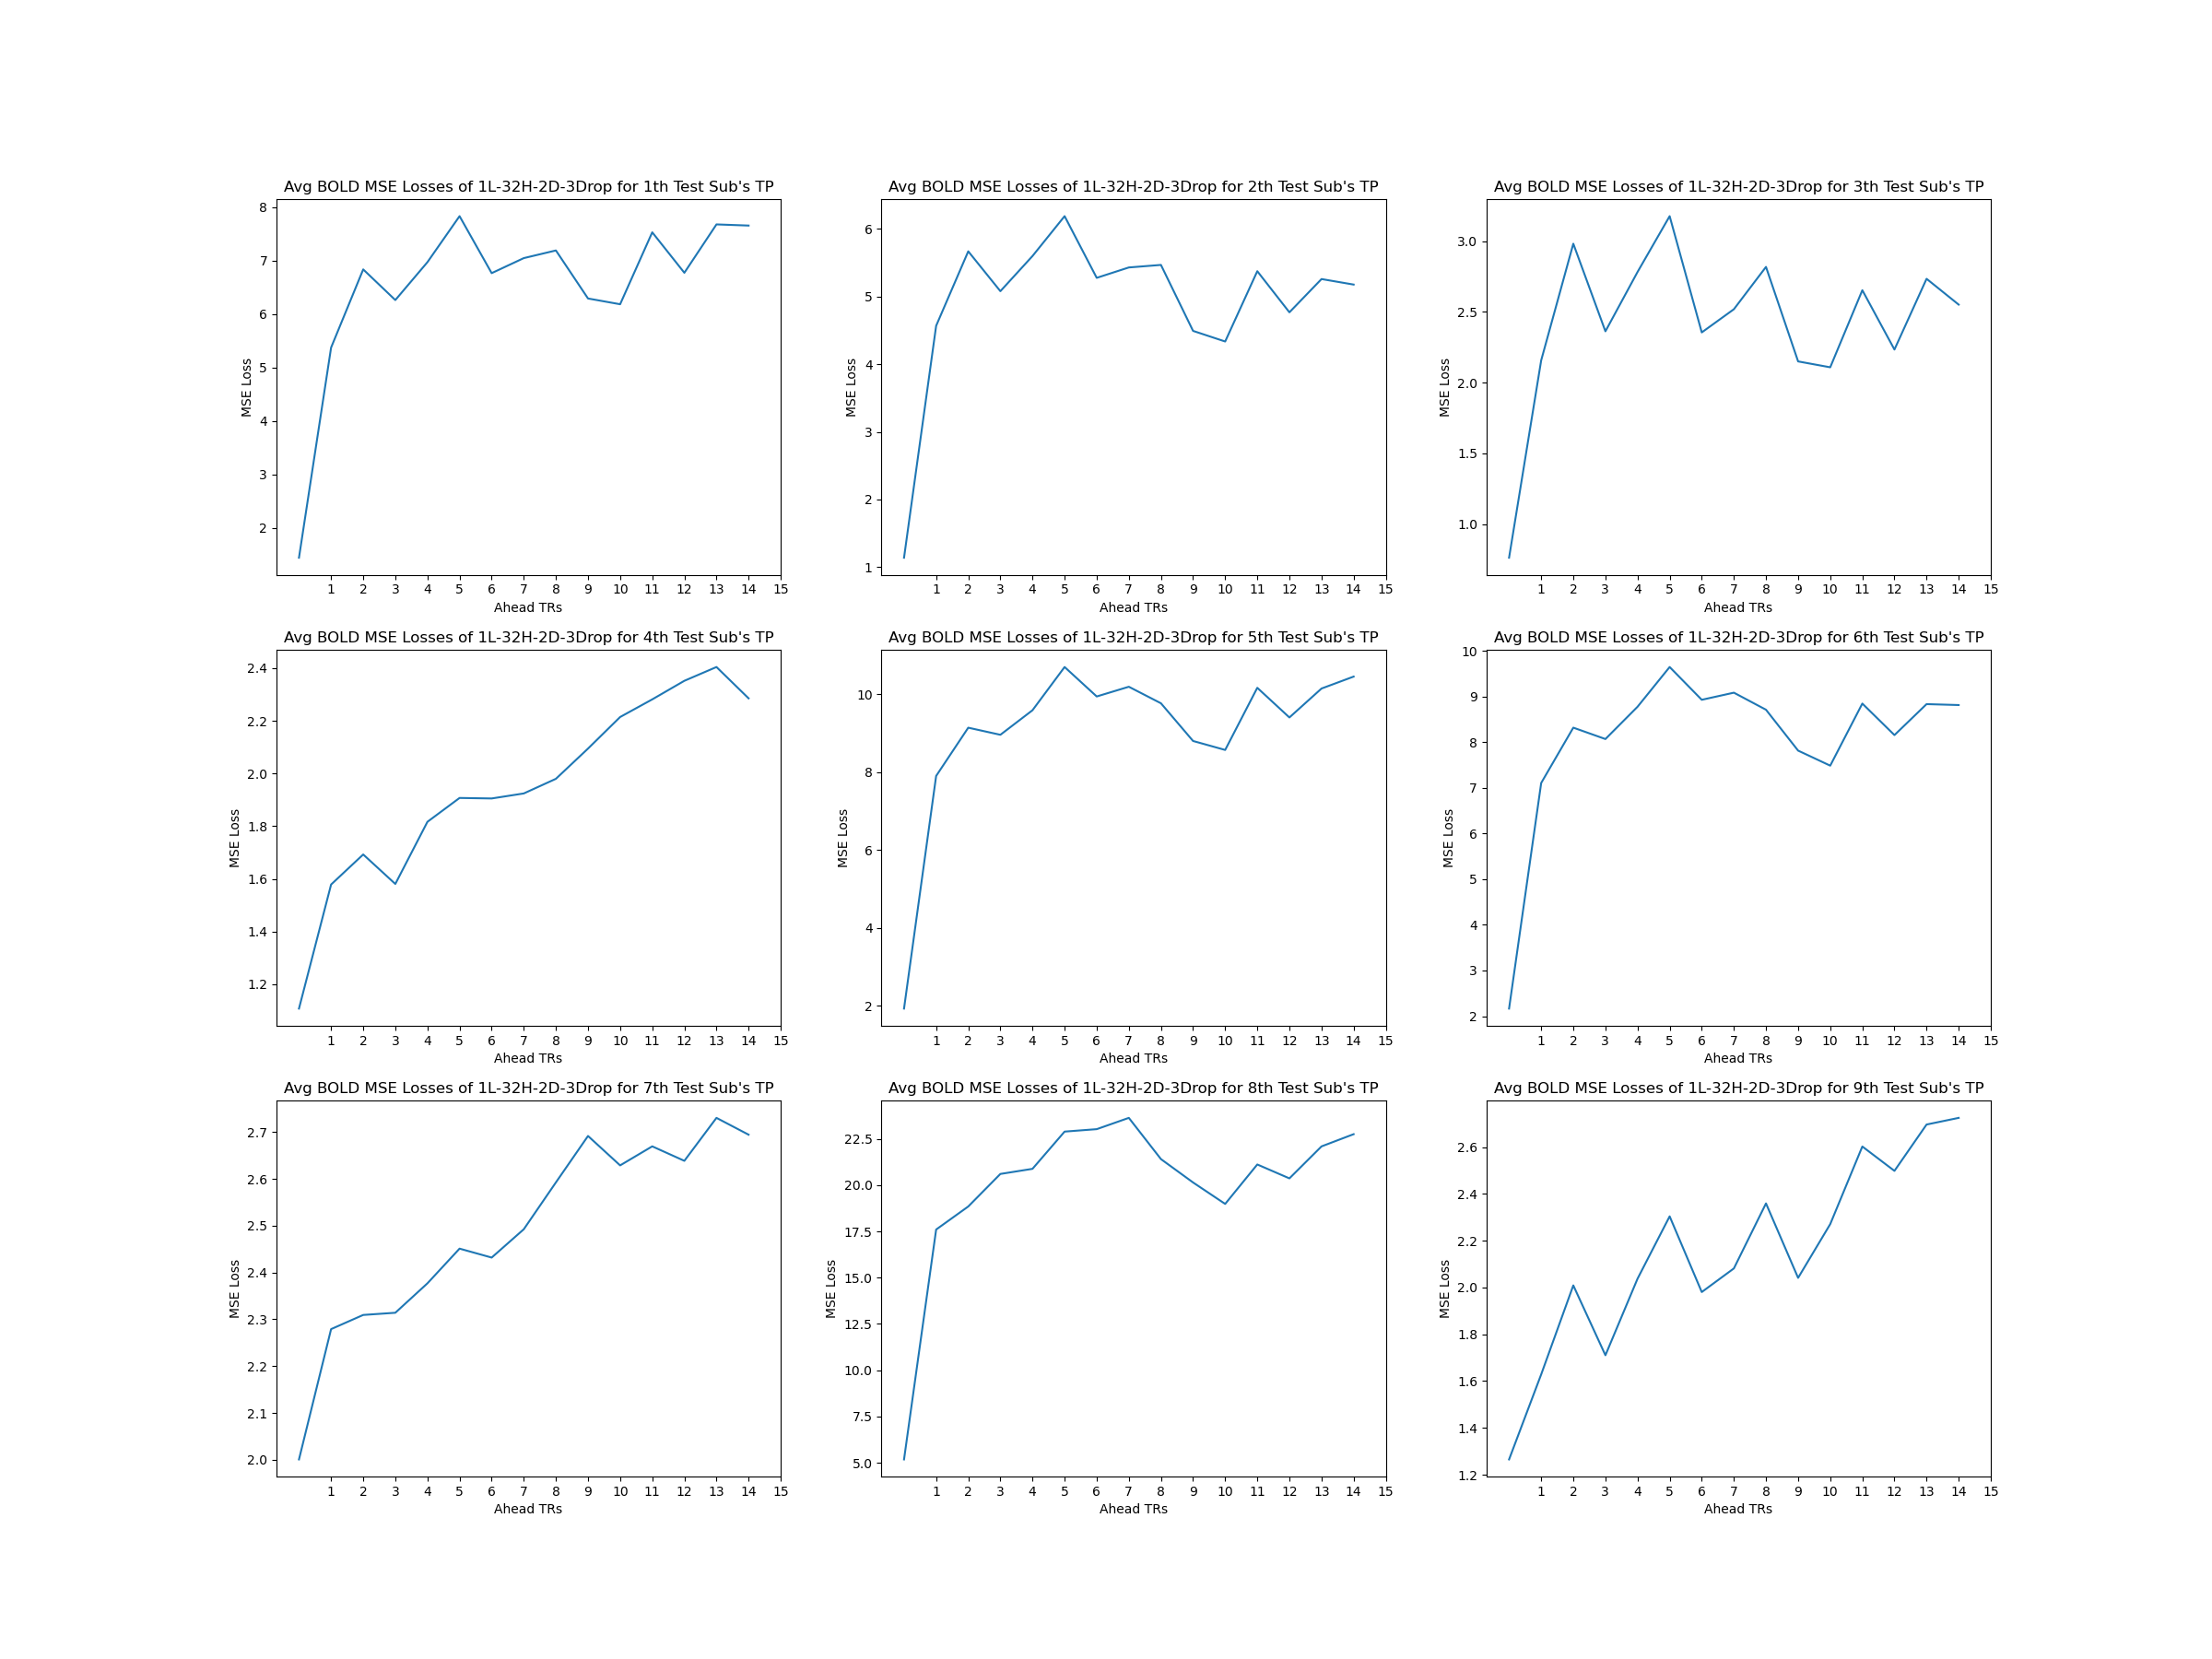 Avg BOLD MSE Losses of 1L-32H-2D-3Drop for 1th Test Sub's TP
8
7
6
5
4
3
2
MSE Loss
1 2 3 4 5 6 7 8 9 10 11 12 13 14 15
Ahead TRs
Avg BOLD MSE Losses of 1L-32H-2D-3Drop for 2th Test Sub's TP
6
5
4
3
2
1
MSE Loss
1 2 3 4 5 6 7 8 9 10 11 12 13 14 15
Ahead TRs
Avg BOLD MSE Losses of 1L-32H-2D-3Drop for 3th Test Sub's TP
3.0
2.5
2.0
1.5
1.0
MSE Loss
1 2 3 4 5 6 7 8 9 10 11 12 13 14 15
Ahead TRs
Avg BOLD MSE Losses of 1L-32H-2D-3Drop for 4th Test Sub's TP
2.4
2.2
2.0
1.8
1.6
1.4
1.2
MSE Loss
1 2 3 4 5 6 7 8 9 10 11 12 13 14 15
Ahead TRs
Avg BOLD MSE Losses of 1L-32H-2D-3Drop for 5th Test Sub's TP
10
8
6
4
2
MSE Loss
1 2 3 4 5 6 7 8 9 10 11 12 13 14 15
Ahead TRs
Avg BOLD MSE Losses of 1L-32H-2D-3Drop for 6th Test Sub's TP
10
9
8
7
6
5
4
3
2
MSE Loss
1 2 3 4 5 6 7 8 9 10 11 12 13 14 15
Ahead TRs
Avg BOLD MSE Losses of 1L-32H-2D-3Drop for 7th Test Sub's TP
2.7
2.6
2.5
2.4
2.3
2.2
2.1
2.0
MSE Loss
1 2 3 4 5 6 7 8 9 10 11 12 13 14 15
Ahead TRs
Avg BOLD MSE Losses of 1L-32H-2D-3Drop for 8th Test Sub's TP
22.5
20.0
17.5
15.0
12.5
10.0
7.5
5.0
MSE Loss
1 2 3 4 5 6 7 8 9 10 11 12 13 14 15
Ahead TRs
Avg BOLD MSE Losses of 1L-32H-2D-3Drop for 9th Test Sub's TP
2.6
2.4
2.2
2.0
1.8
1.6
1.4
1.2
MSE Loss
1 2 3 4 5 6 7 8 9 10 11 12 13 14 15
Ahead TRs